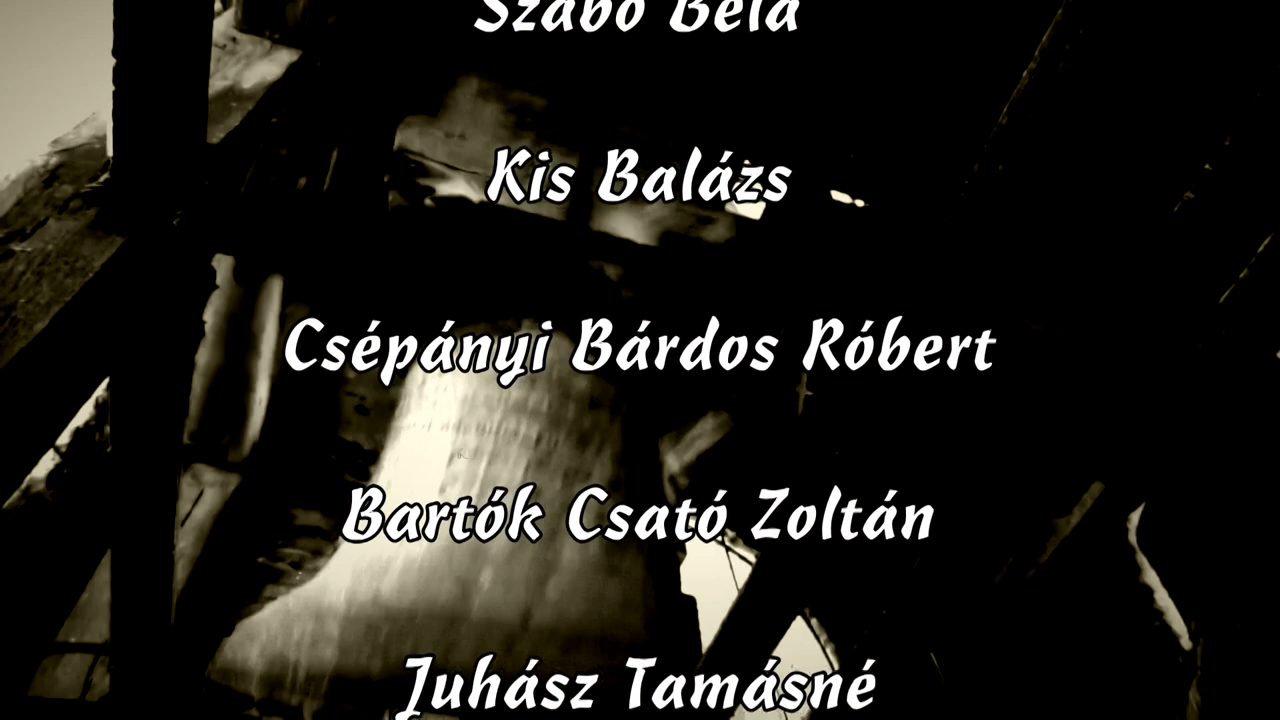 Szabó Béla
Kis Balázs
Csépányi Bárdos Róbert
Bartók Csató Zoltán
Juhász Tamásné